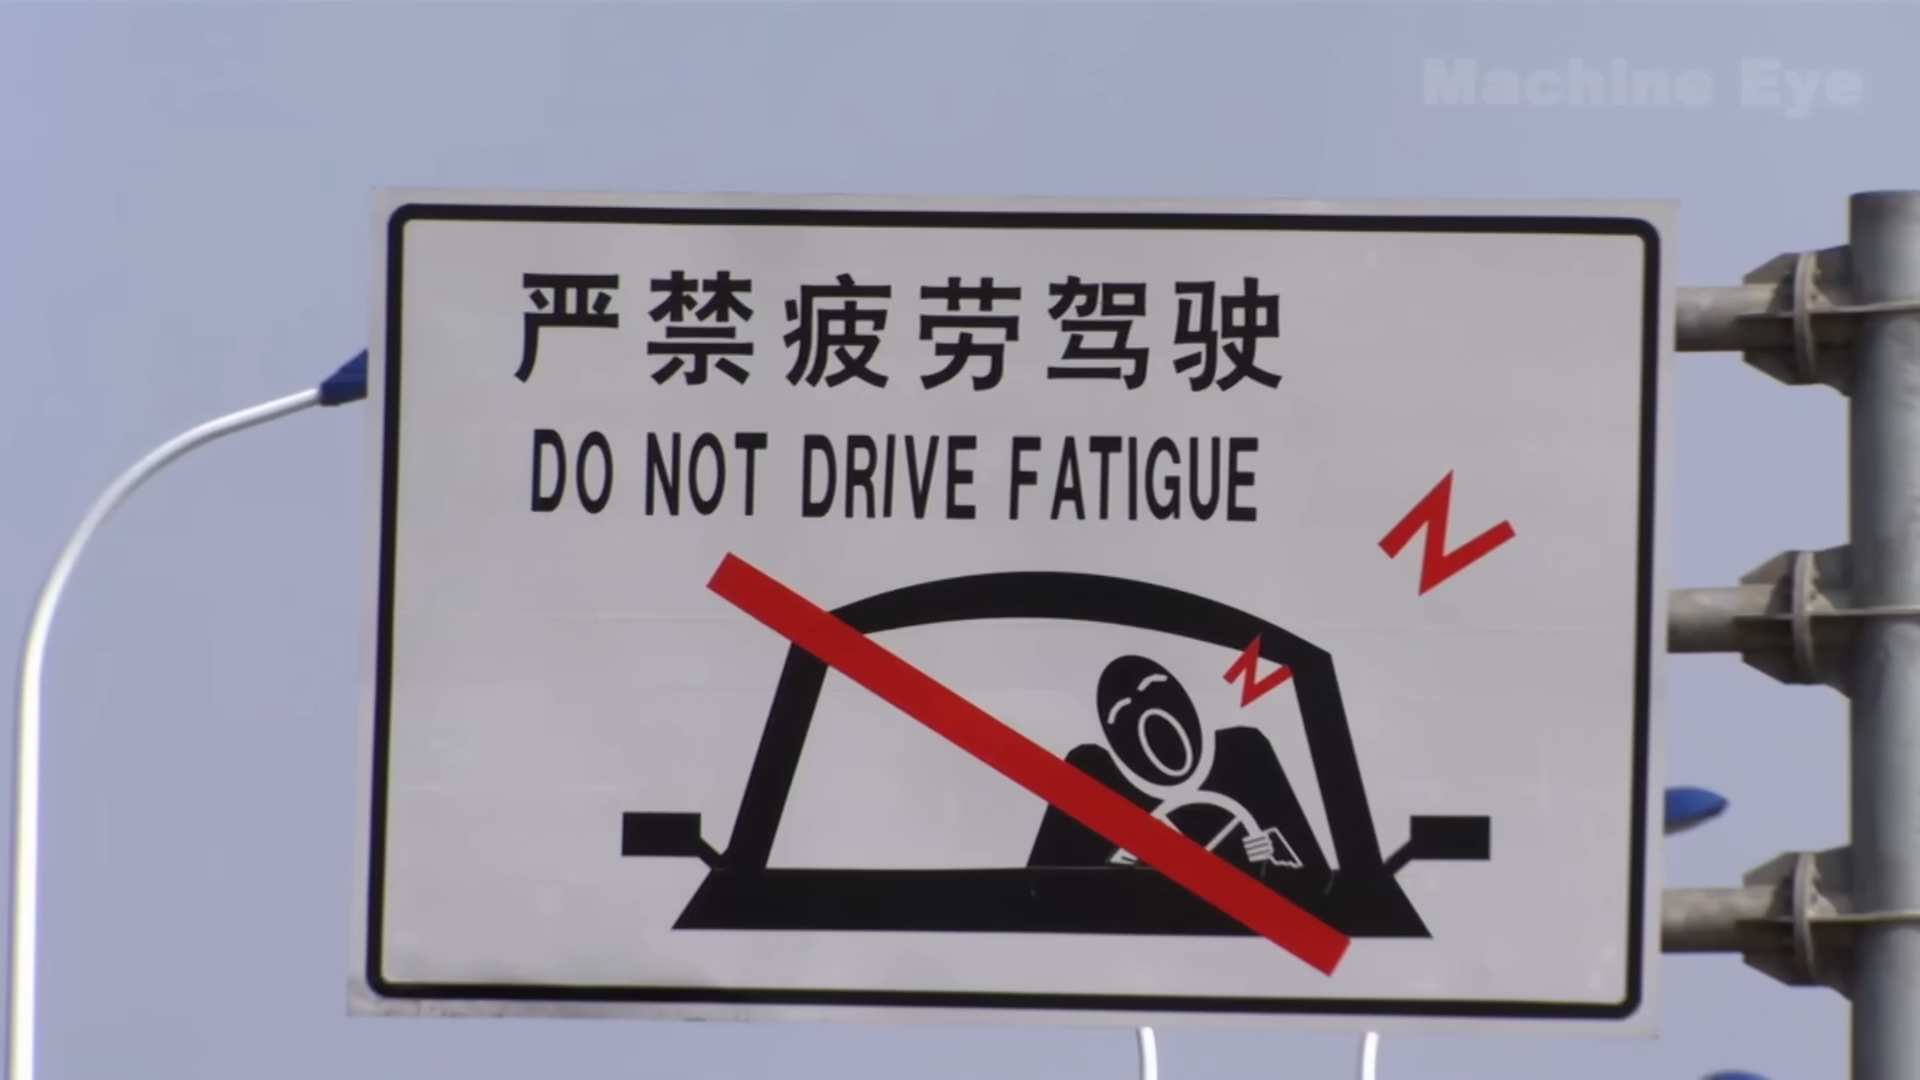 Machine Eye
严禁疲劳驾驶
DO NOT DRIVE FATIGUE
Z
Z